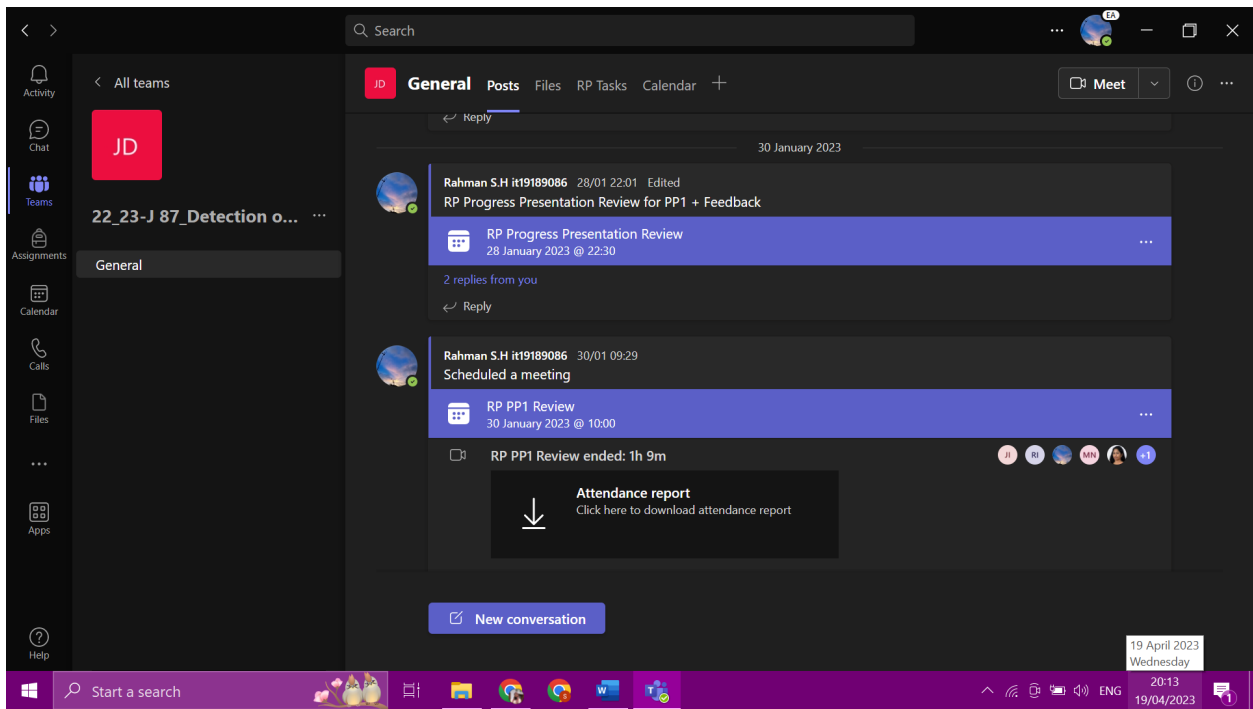 Search
EA
Activity
Chat
Teams
Assignments
Calendar
Calls
Files
Apps
Help
All teams
JD
22_23-J 87_Detection o...
General
JD
General
Posts
Files
RP Tasks
Calendar
Meet
Reply
30 January 2023
Rahman S.H it19189086 28/01 22:01 Edited
RP Progress Presentation Review for PP1 + Feedback
RP Progress Presentation Review
28 January 2023 @ 22:30
2 replies from you
Reply
Rahman S.H it19189086 30/01 09:29
Scheduled a meeting
RP PP1 Review
30 January 2023 @ 10:00
RP PP1 Review ended: 1h 9m
JI
RI
MN
+1
Attendance report
Click here to download attendance report
New conversation
19 April 2023
Wednesday
Start a search
ENG
20:13
19/04/2023
1